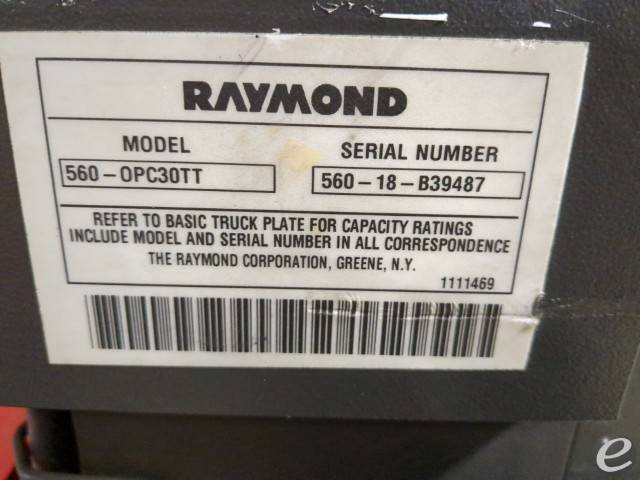 RAYMOND
MODEL
560-OPC30TT
SERIAL NUMBER
560-18-B39487
REFER TO BASIC TRUCK PLATE FOR CAPACITY RATINGS
INCLUDE MODEL AND SERIAL NUMBER IN ALL CORRESPONDENCE
THE RAYMOND CORPORATION, GREENE, N.Y.
1111469
e